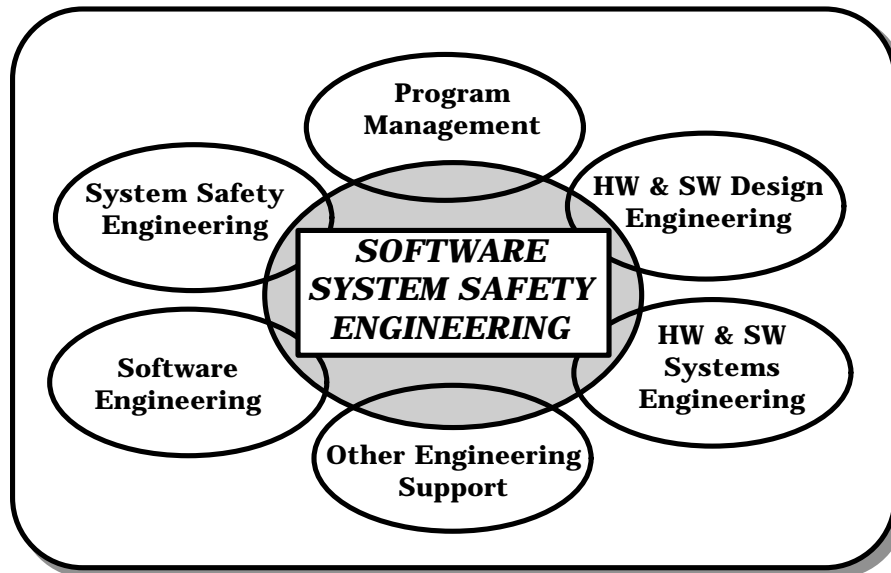 Program
Management
System Safety
Engineering
HW & SW Design
Engineering
SOFTWARE
SYSTEM SAFETY
ENGINEERING
Software
Engineering
HW & SW
Systems
Engineering
Other Engineering
Support